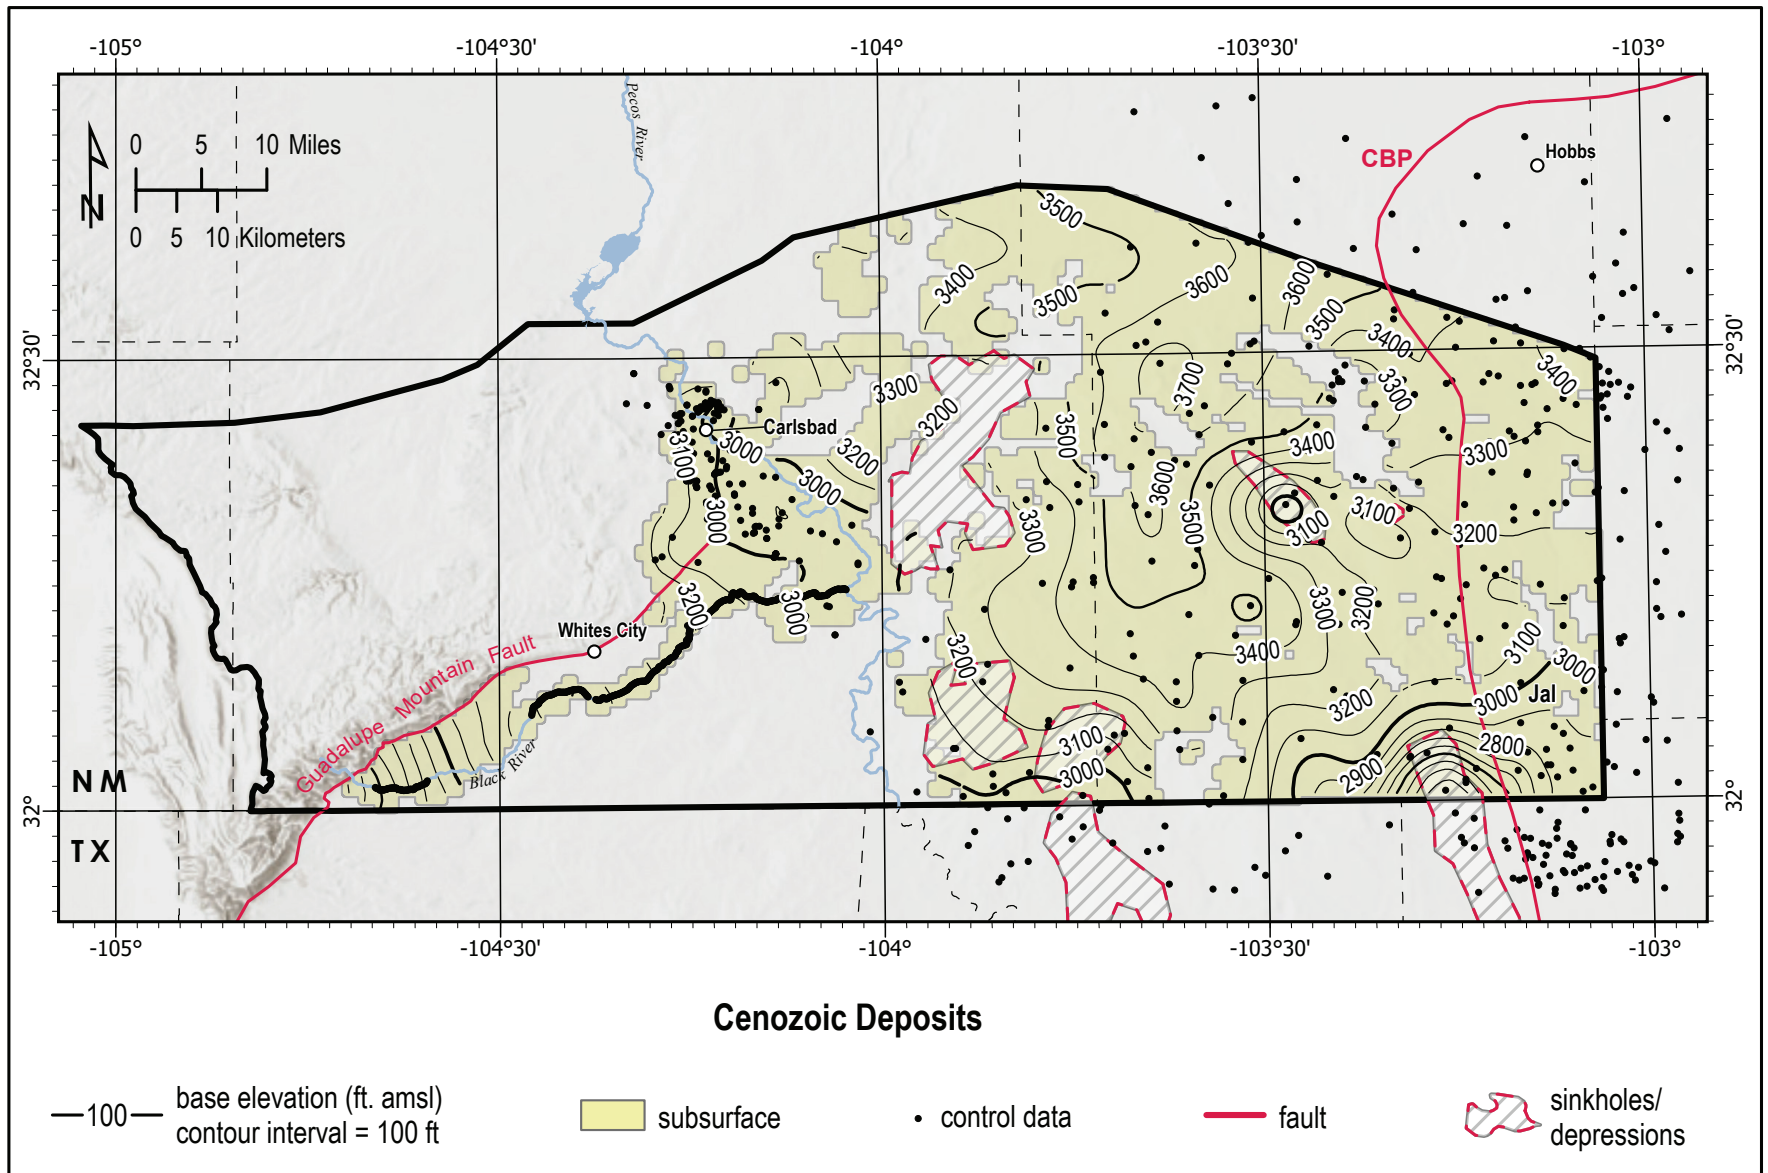 -105°
-104°30'
-104°
-103°30'
-103°
0 5 10 Miles
N
0 5 10 Kilometers
Pecos River
CBP
Hobbs
3500
3400
3500
3600
3600
3500
3400
32°30'
32°30'
3300
3200
3700
3300
3400
Carlsbad
3100
3000
3200
3000
3000
3500
3600
3500
3400
3300
3300
3100
3100
3200
3200
3000
3200
3300
3200
3400
3100
3000
Whites City
Guadalupe Mountain Fault
Black River
3200
3000
Jal
3100
3000
2900
2800
NM
TX
32°
32°
-105°
-104°30'
-104°
-103°30'
-103°
Cenozoic Deposits
100
base elevation (ft. amsl)
contour interval = 100 ft
subsurface
control data
fault
sinkholes/
depressions